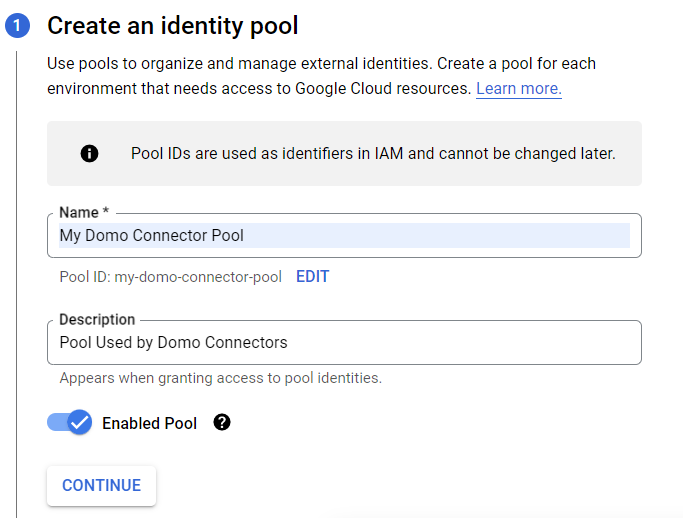 1 Create an identity pool
Use pools to organize and manage external identities. Create a pool for each
environment that needs access to Google Cloud resources. Learn more.
Pool IDs are used as identifiers in IAM and cannot be changed later.
Name *
My Domo Connector Pool
Pool ID: my-domo-connector-pool EDIT
Description
Pool Used by Domo Connectors
Appears when granting access to pool identities.
Enabled Pool
CONTINUE